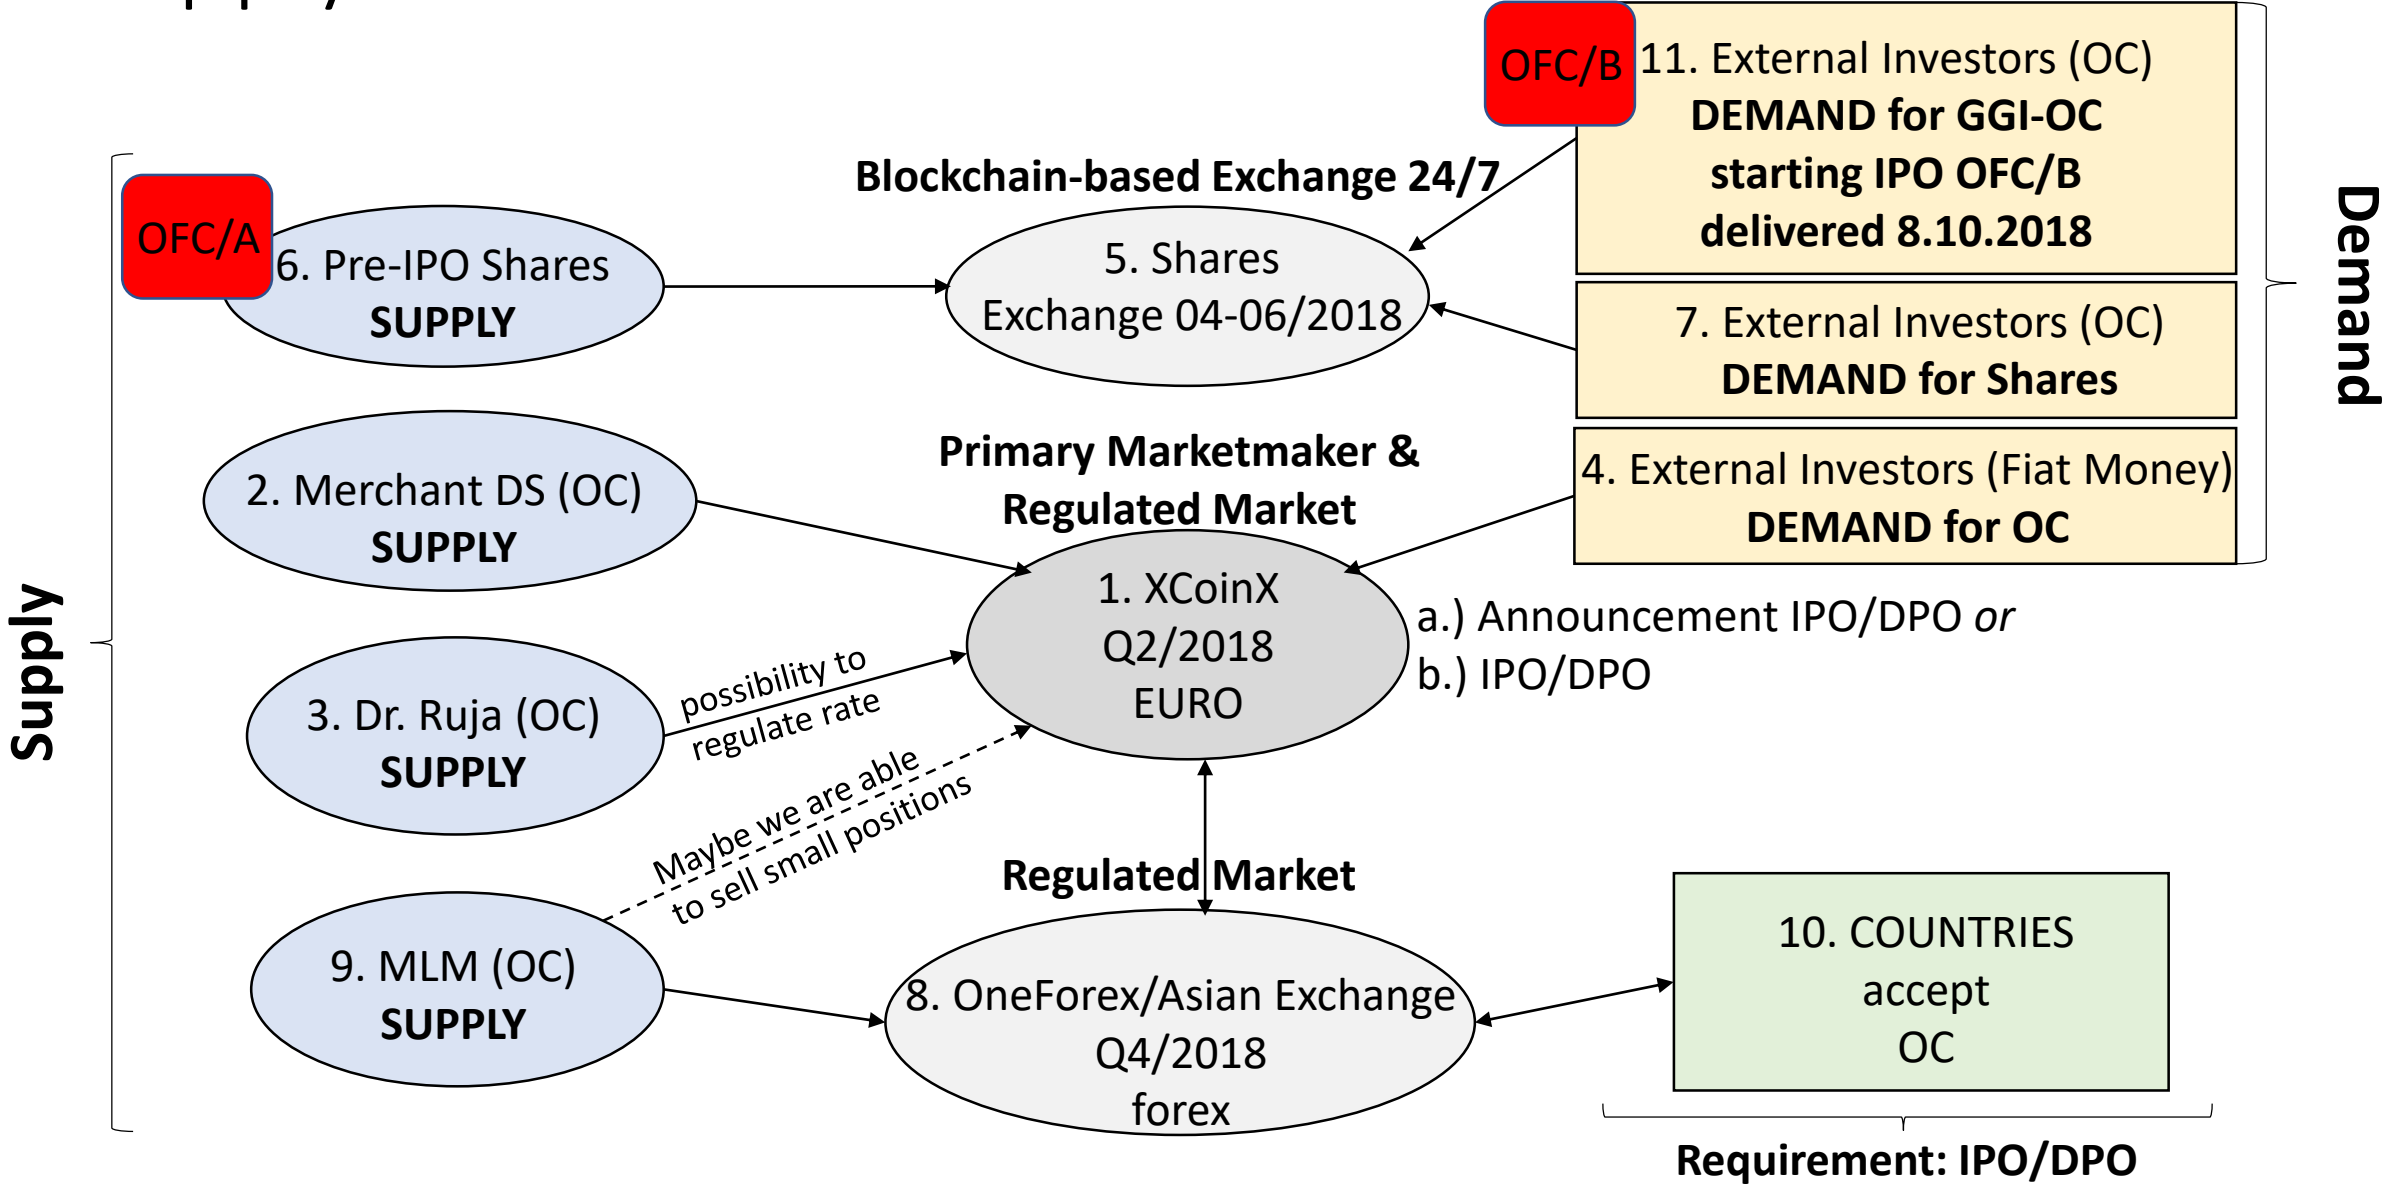 OFC/B
11. External Investors (OC)
DEMAND for GGI-OC
starting IPO OFC/B
delivered 8.10.2018
Blockchain-based Exchange 24/7
OFC/A
6. Pre-IPO Shares
SUPPLY
5. Shares
Exchange 04-06/2018
7. External Investors (OC)
DEMAND for Shares
Demand
2. Merchant DS (OC)
SUPPLY
Primary Marketmaker &
Regulated Market
4. External Investors (Fiat Money)
DEMAND for OC
Supply
1. XCoinX
Q2/2018
EURO
a.) Announcement IPO/DPO or
b.) IPO/DPO
3. Dr. Ruja (OC)
SUPPLY
possibility to
regulate rate
Maybe we are able
to sell small positions
Regulated Market
9. MLM (OC)
SUPPLY
8. OneForex/Asian Exchange
Q4/2018
forex
10. COUNTRIES
accept
OC
Requirement: IPO/DPO